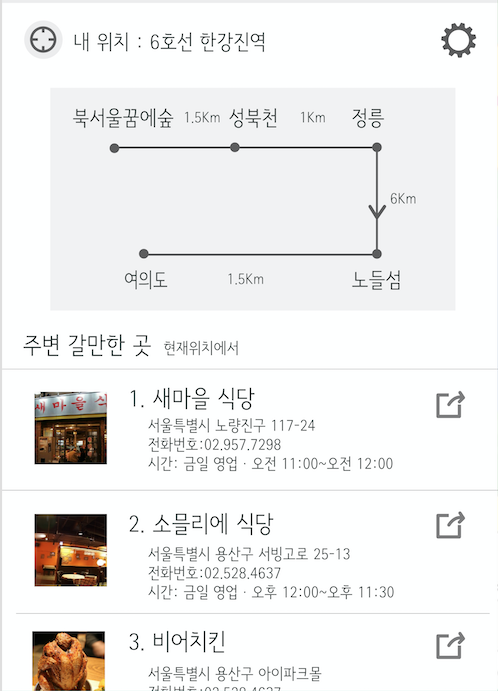 내 위치 : 6호선 한강진역
북서울꿈에숲 1.5Km 성북천 1Km 정릉
6Km
여의도 1.5Km 노들섬
주변 갈만한 곳 현재위치에서
새마을 식
1. 새마을 식당
서울특별시 노량진구 117-24
전화번호:02.957.7298
시간: 금일 영업 · 오전 11:00~오전 12:00
2. 소믈리에 식당
서울특별시 용산구 서빙고로 25-13
전화번호:02.528.4637
시간: 금일 영업 · 오후 12:00~오후 11:30
3. 비어치킨
서울특별시 용산구 아이파크몰
전화번호:02.528.4637